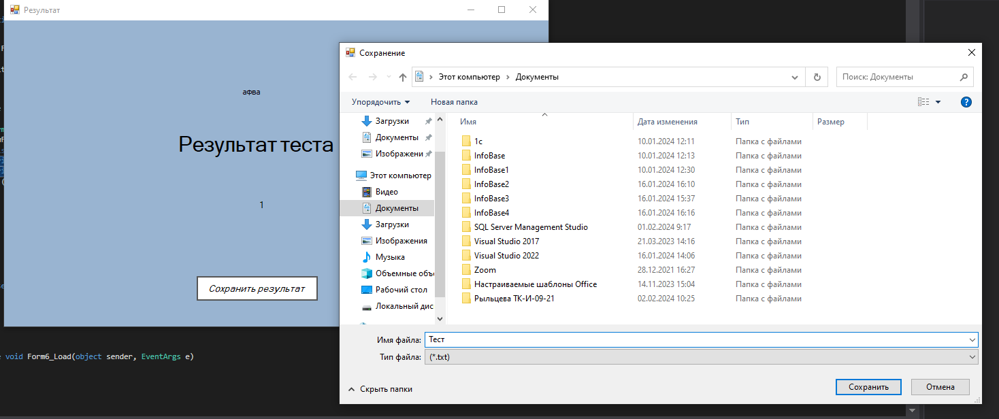 Результат
афва
Результат теста
1
Сохранить результат
void Form6_Load(object sender, EventArgs e)
Сохранение
Этот компьютер › Документы
Поиск: Документы
Упорядочить
Новая папка
Загрузки
Документы
Изображени
Этот компьютер
Видео
Документы
Загрузки
Изображения
Музыка
Объемные объ
Рабочий стол
Локальный дис
Имя Дата изменения Тип Размер
1c 10.01.2024 12:11 Папка с файлами
InfoBase 10.01.2024 12:13 Папка с файлами
InfoBase1 10.01.2024 12:30 Папка с файлами
InfoBase2 16.01.2024 16:10 Папка с файлами
InfoBase3 16.01.2024 15:37 Папка с файлами
InfoBase4 16.01.2024 16:16 Папка с файлами
SQL Server Management Studio 01.02.2024 9:17 Папка с файлами
Visual Studio 2017 21.03.2023 14:16 Папка с файлами
Visual Studio 2022 16.01.2024 14:06 Папка с файлами
Zoom 28.12.2021 16:27 Папка с файлами
Настраиваемые шаблоны Office 14.11.2023 15:04 Папка с файлами
Рыльцева ТК-И-09-21 02.02.2024 10:25 Папка с файлами
Имя файла: Тест
Тип файла: (*.txt)
Скрыть папки
Сохранить
Отмена